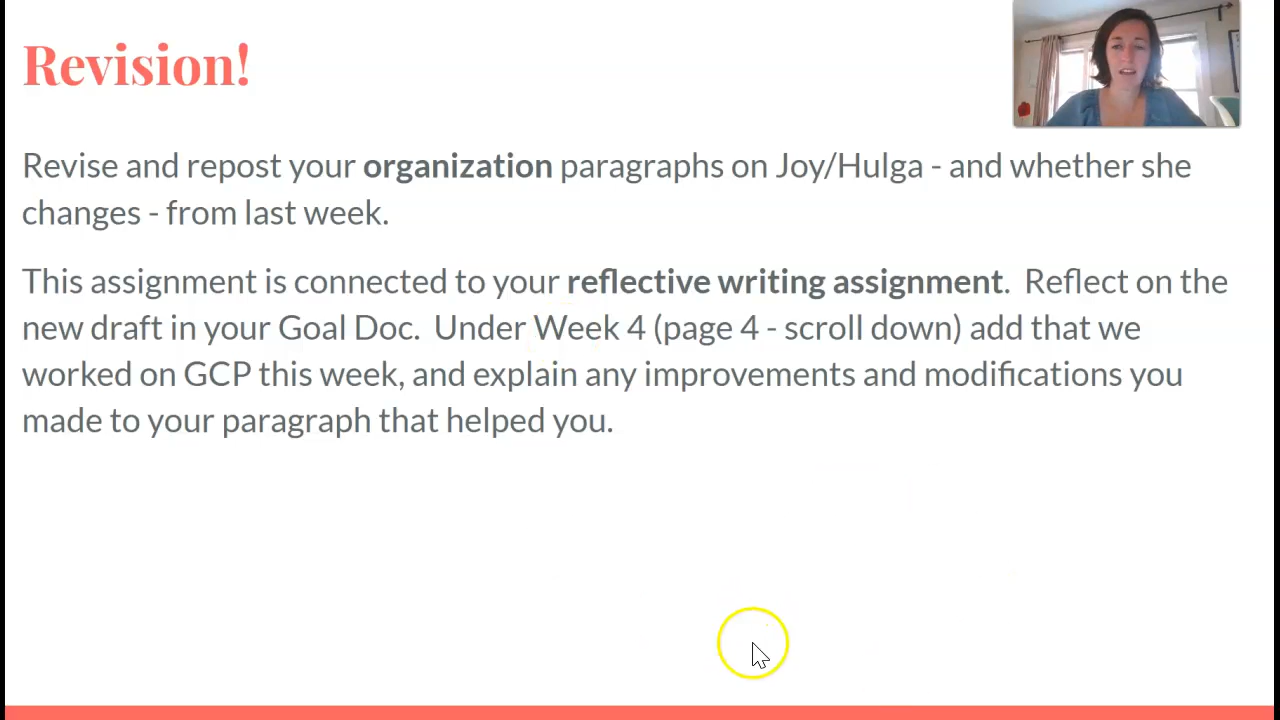 Revision!
Revise and repost your organization paragraphs on Joy/Hulga - and whether she
changes - from last week.
This assignment is connected to your reflective writing assignment. Reflect on the
new draft in your Goal Doc. Under Week 4 (page 4 - scroll down) add that we
worked on GCP this week, and explain any improvements and modifications you
made to your paragraph that helped you.